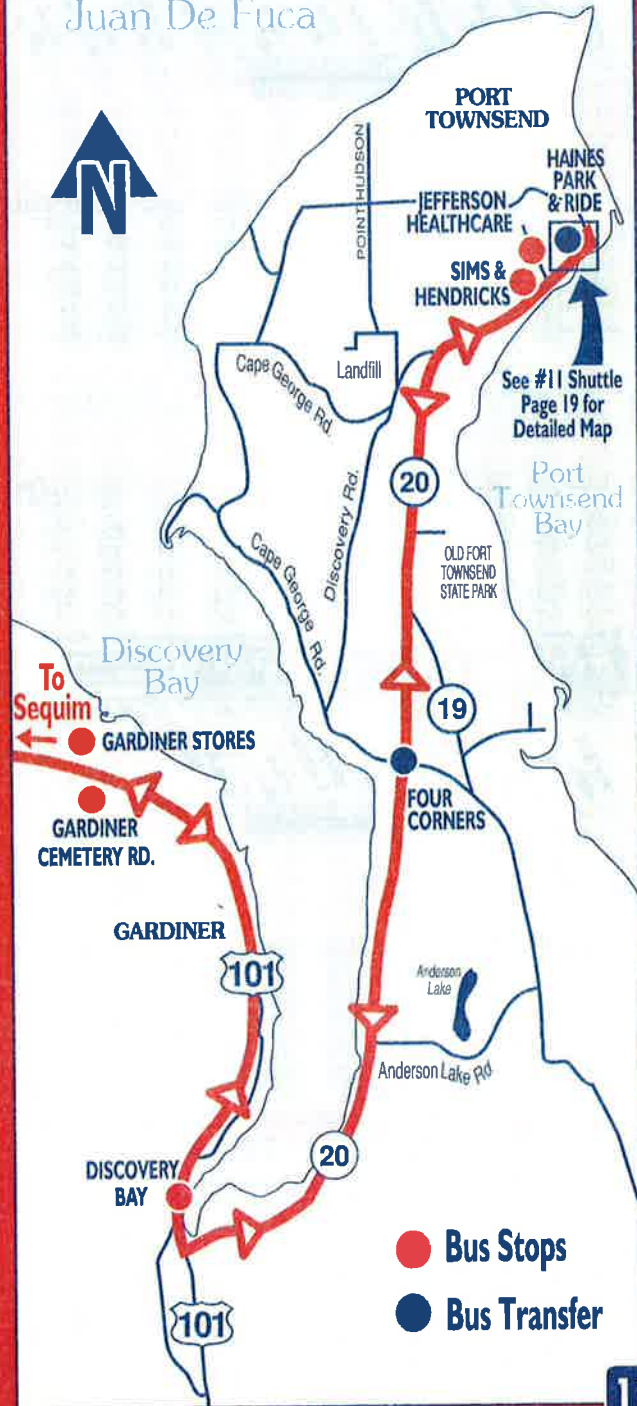 Juan De Fuca
N
PORT
TOWNSEND
POINT HUDSON
HAINES
PARK
& RIDE
JEFFERSON
HEALTHCARE
SIMS &
HENDRICKS
Cape George Rd.
Landfill
See #11 Shuttle
Page 19 for
Detailed Map
20
Discovery Rd.
Port
Townsend
Bay
OLD FORT
TOWNSEND
STATE PARK
Cape George Rd.
Discovery
Bay
To
Sequim
GARDINER STORES
19
GARDINER
CEMETERY RD.
FOUR
CORNERS
GARDINER
101
Anderson
Lake
Anderson Lake Rd
20
DISCOVERY
BAY
Bus Stops
101
Bus Transfer